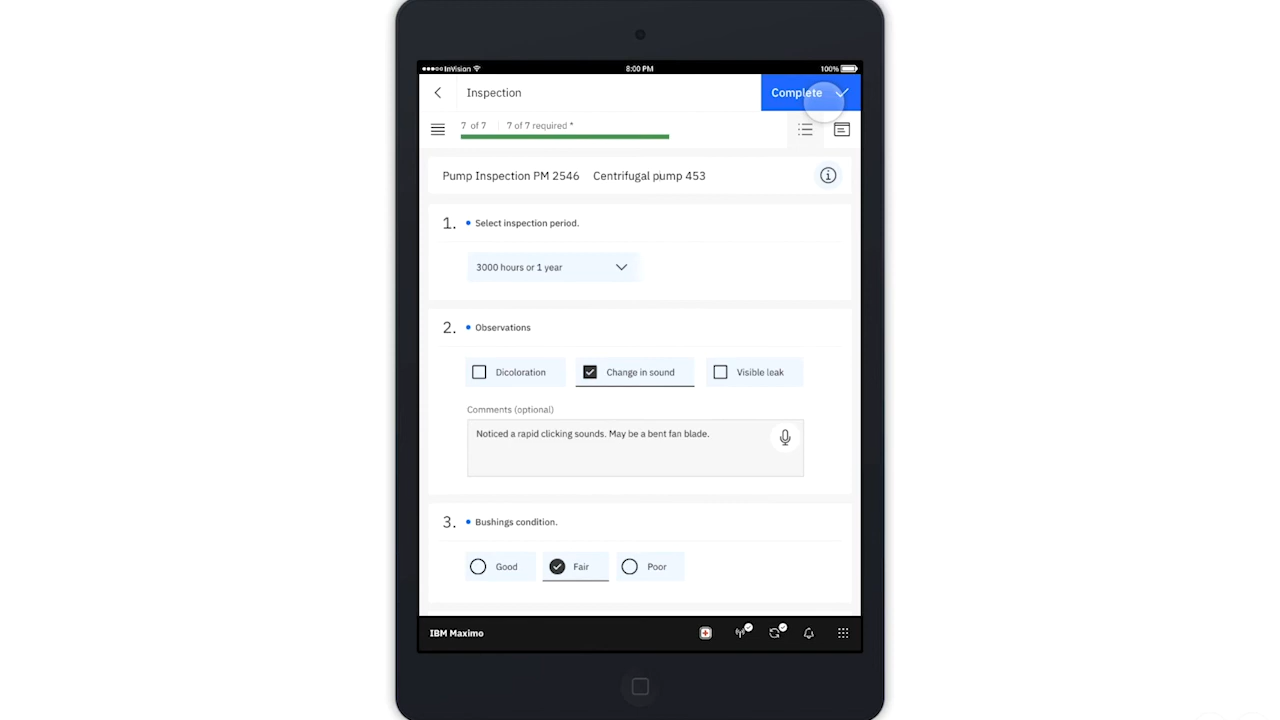 ●●●○○ InVision 8:00 PM 100%
Inspection Complete
7 of 7 7 of 7 required *
Pump Inspection PM 2546 Centrifugal pump 453
1. Select inspection period.
3000 hours or 1 year
2. Observations
Dicoloration Change in sound Visible leak
Comments (optional)
Noticed a rapid clicking sounds. May be a bent fan blade.
3. Bushings condition.
Good Fair Poor
IBM Maximo